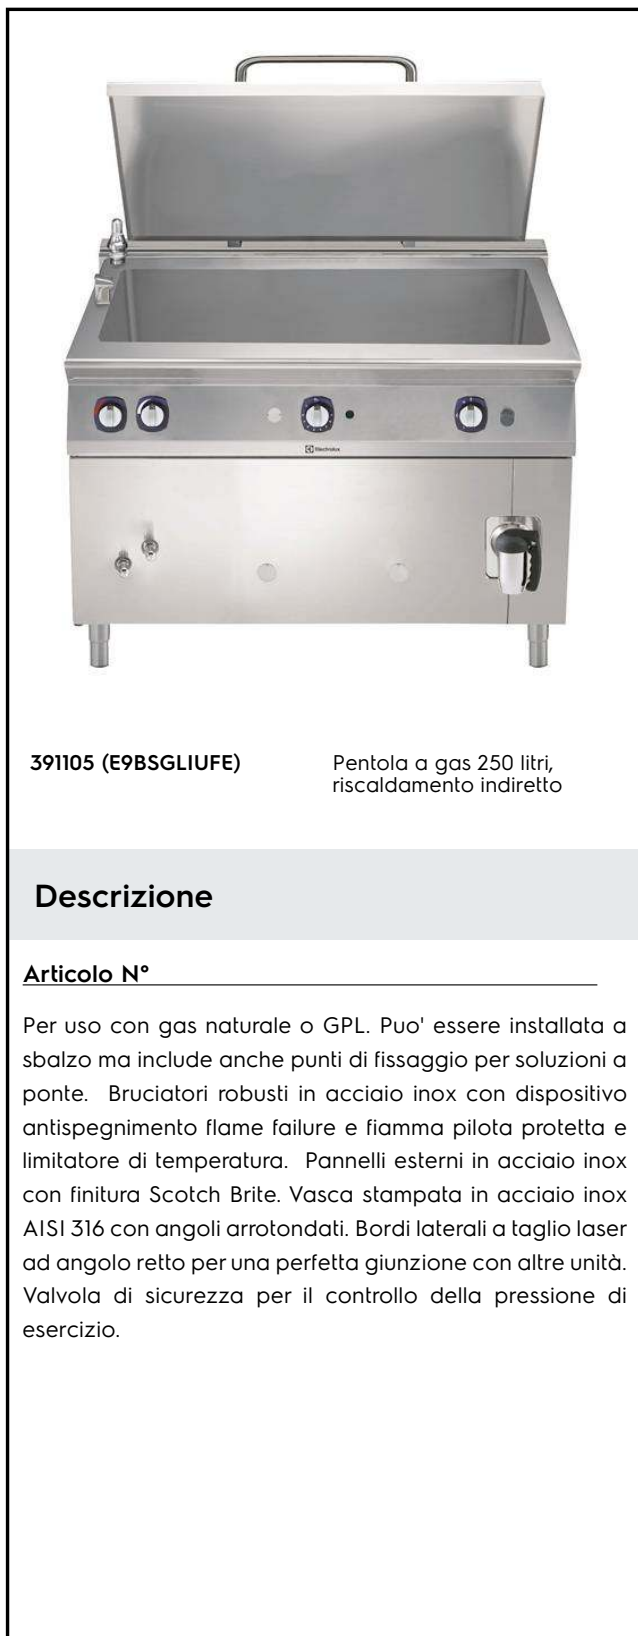 Electrolux
391105 (E9BSGLIUFE)
Pentola a gas 250 litri,
riscaldamento indiretto
Descrizione
Articolo N°
Per uso con gas naturale o GPL. Puo' essere installata a
sbalzo ma include anche punti di fissaggio per soluzioni a
ponte. Bruciatori robusti in acciaio inox con dispositivo
antispegnimento flame failure e fiamma pilota protetta e
limitatore di temperatura. Pannelli esterni in acciaio inox
con finitura Scotch Brite. Vasca stampata in acciaio inox
AISI 316 con angoli arrotondati. Bordi laterali a taglio laser
ad angolo retto per una perfetta giunzione con altre unità.
Valvola di sicurezza per il controllo della pressione di
esercizio.